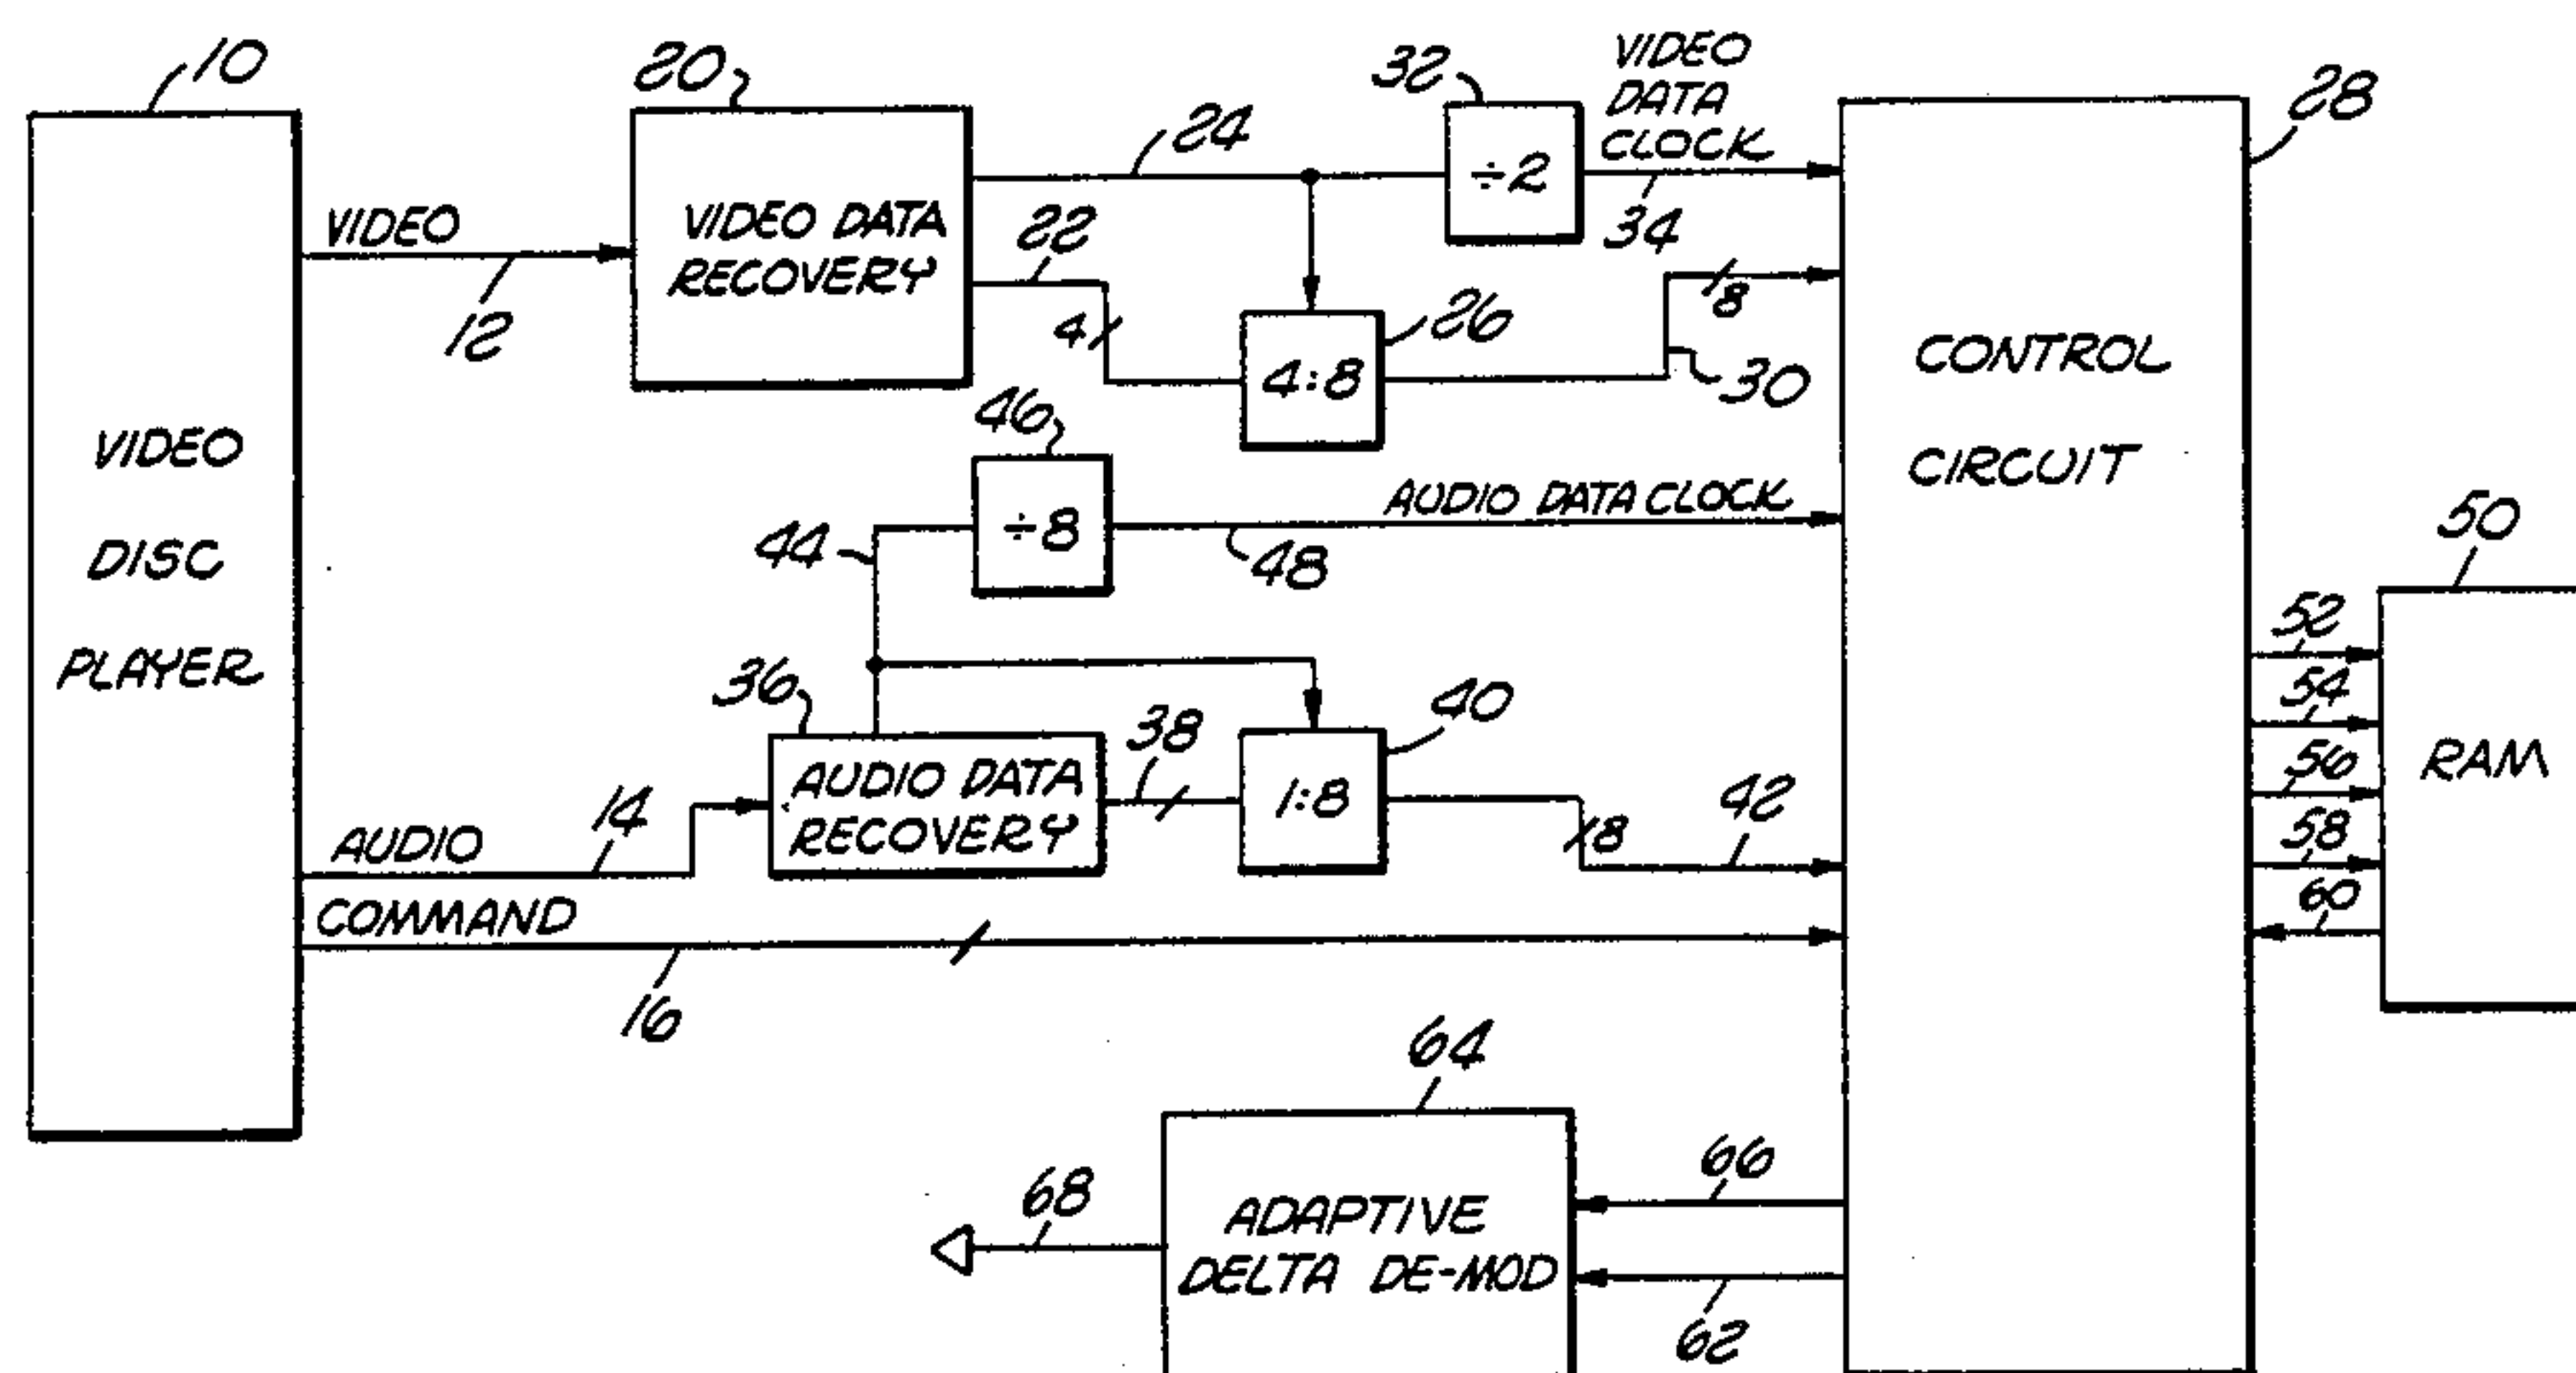 10
20
32
VIDEO
DATA
CLOCK
28
24
÷2
34
VIDEO
12
VIDEO DATA
RECOVERY
22
4
4:8
26
8
30
CONTROL
CIRCUIT
VIDEO
DISC
PLAYER
46
÷8
44
48
AUDIO DATA CLOCK
50
52
54
56
58
60
RAM
36
AUDIO DATA
RECOVERY
38
1:8
40
8
42
AUDIO
14
COMMAND
16
64
ADAPTIVE
DELTA DE-MOD
66
62
68